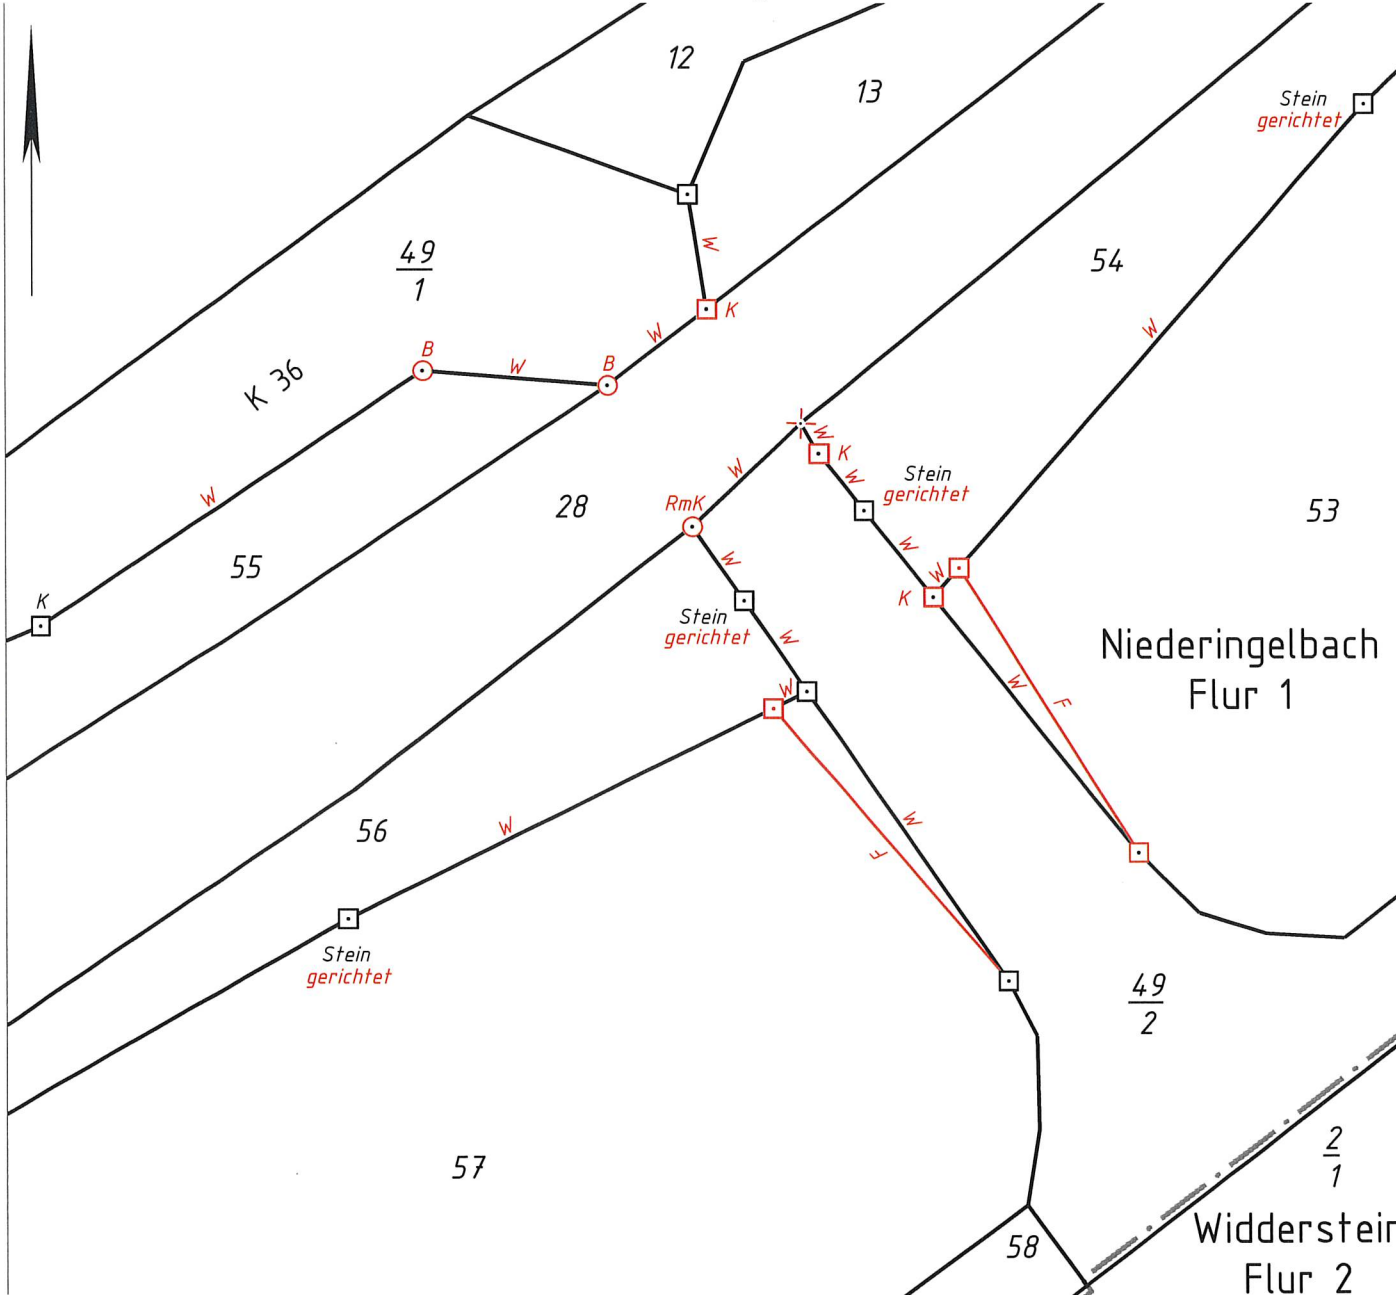 12
13
Stein
gerichtet
W
49
1
54
K
W
W
B
W
B
K 36
W
K
W
Stein
gerichtet
W
W
28
RmK
53
W
W
55
W
K
W
K
Stein
gerichtet
W
Niederingelbach
Flur 1
W
W
F
W
56
W
F
Stein
gerichtet
49
2
57
2
1
58
Widderstein
Flur 2